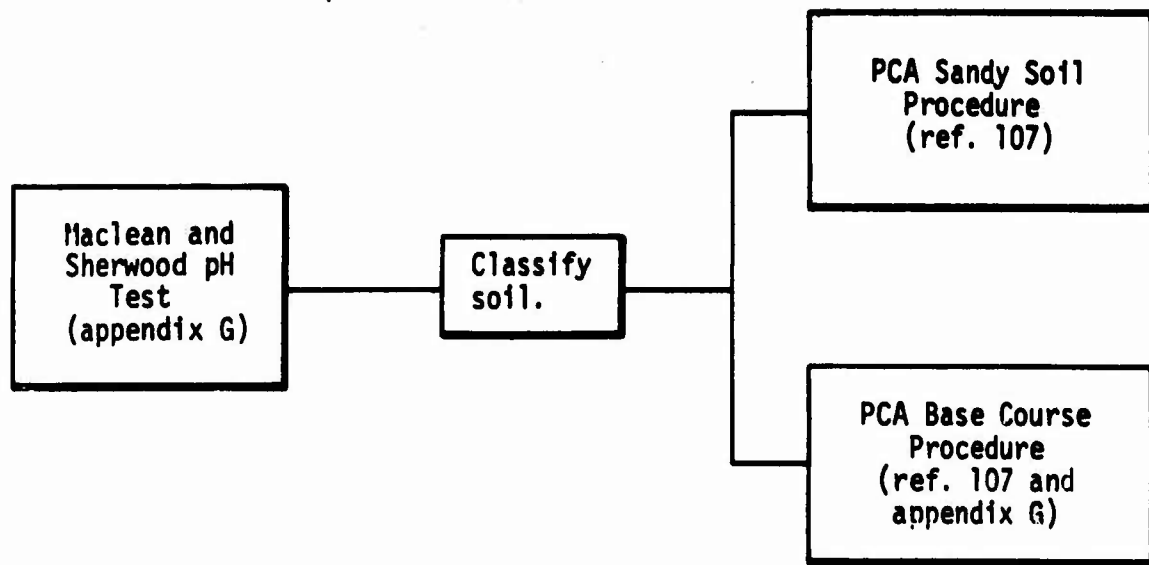 Maclean and
Sherwood pH
Test
(appendix G)
Classify
soil.
PCA Sandy Soil
Procedure
(ref. 107)
PCA Base Course
Procedure
(ref. 107 and
appendix G)